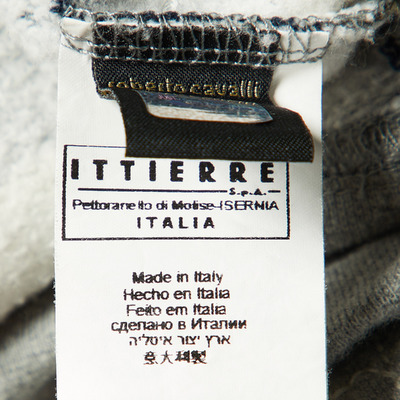 roberto cavalli
ITTIERRE
S.p.A.
Pettoranello di Molise-ISERNIA
ITALIA
Made in Italy
Hecho en Italia
Feito em Italia
сделано в Италии
ארץ יצור איטליה
意大利製